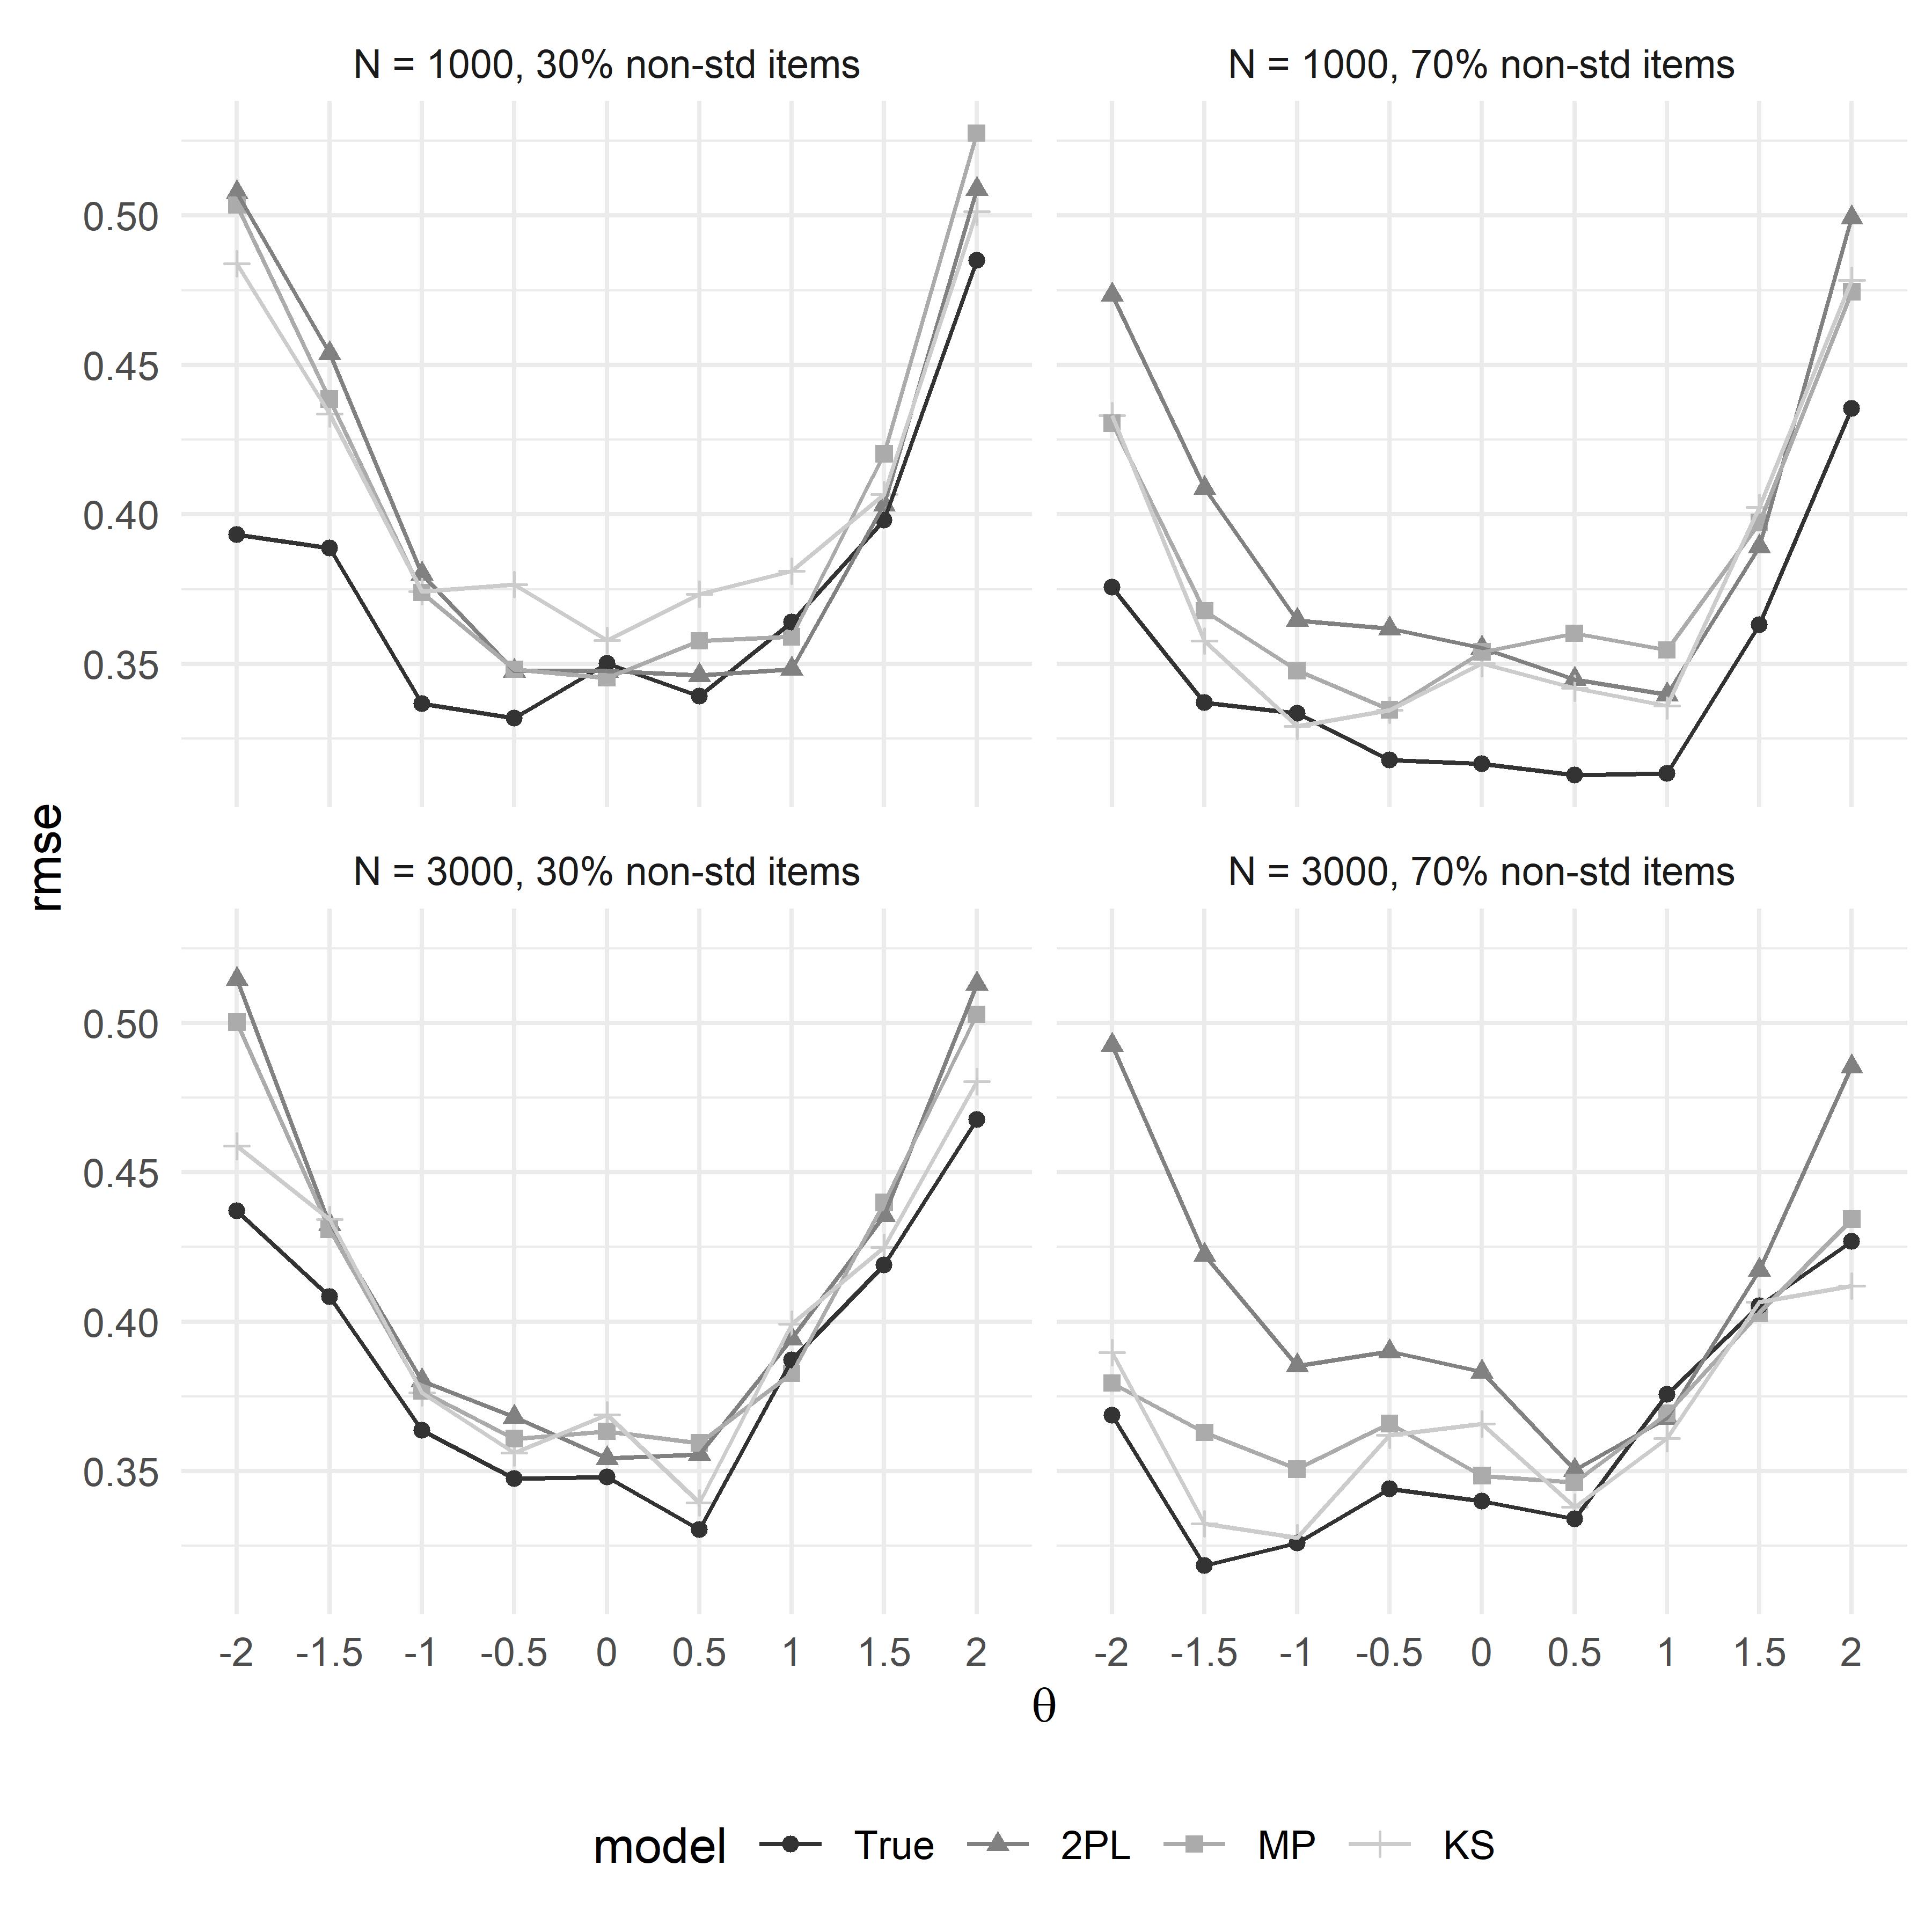 N = 1000, 30% non-std items
N = 1000, 70% non-std items
0.50
0.45
0.40
0.35
rmse
N = 3000, 30% non-std items
N = 3000, 70% non-std items
0.50
0.45
0.40
0.35
-2 -1.5 -1 -0.5 0 0.5 1 1.5 2
-2 -1.5 -1 -0.5 0 0.5 1 1.5 2
θ
model True 2PL MP KS